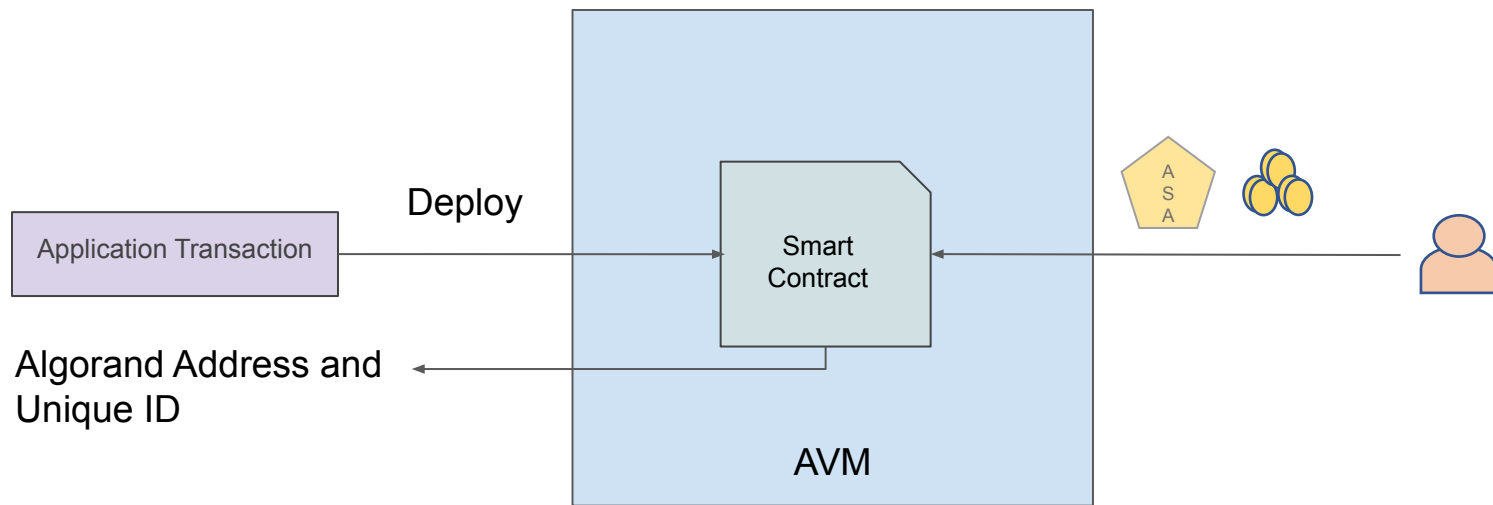 Deploy
Application Transaction
Smart
Contract
A
S
A
Algorand Address and
Unique ID
AVM